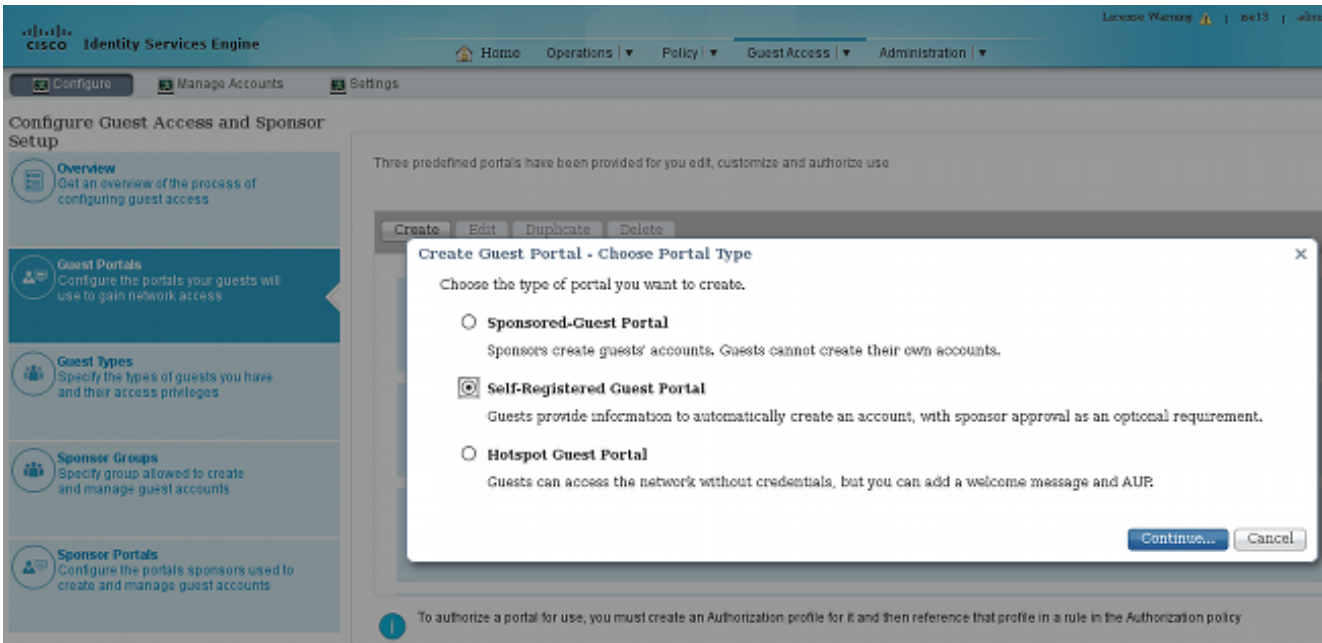 License Warning | ise13 |
CISCO Identity Services Engine
Home Operations | ▼ Policy | ▼ Guest Access | ▼ Administration | ▼
Configure Manage Accounts Settings
Configure Guest Access and Sponsor
Setup
Overview
Get an overview of the process of
configuring guest access
Guest Portals
Configure the portals your guests will
use to gain network access
Guest Types
Specify the types of guests you have
and their access privileges
Sponsor Groups
Specify group allowed to create
and manage guest accounts
Sponsor Portals
Configure the portals sponsors used to
create and manage guest accounts
Three predefined portals have been provided for you edit, customize and authorize use
Create Edit Duplicate Delete
Create Guest Portal - Choose Portal Type
Choose the type of portal you want to create.
Sponsored-Guest Portal
Sponsors create guests' accounts. Guests cannot create their own accounts.
Self-Registered Guest Portal
Guests provide information to automatically create an account, with sponsor approval as an optional requirement.
Hotspot Guest Portal
Guests can access the network without credentials, but you can add a welcome message and AUP.
Continue... Cancel
To authorize a portal for use, you must create an Authorization profile for it and then reference that profile in a rule in the Authorization policy